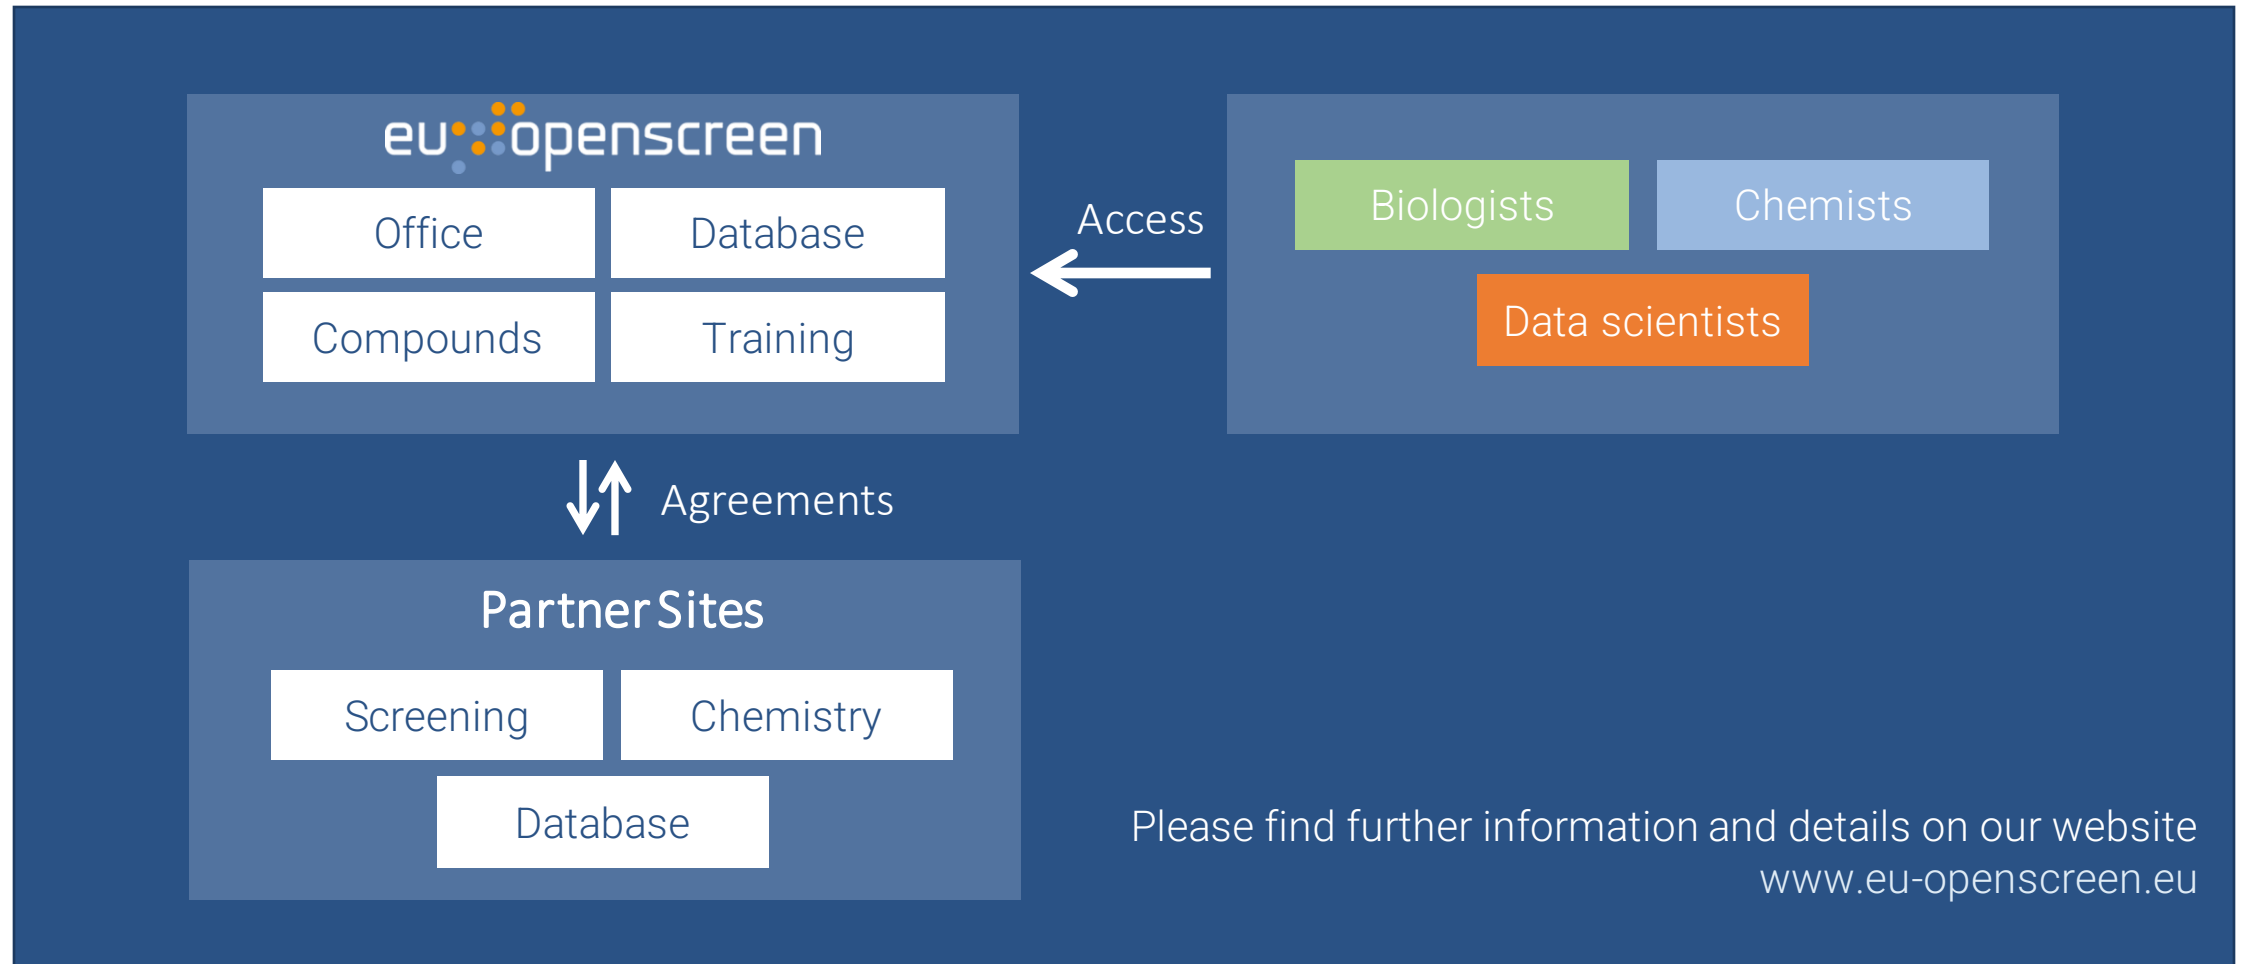 eu openscreen
Office
Database
Compounds
Training
Access
Biologists
Chemists
Data scientists
Agreements
Partner Sites
Screening
Chemistry
Database
Please find further information and details on our website
www.eu-openscreen.eu